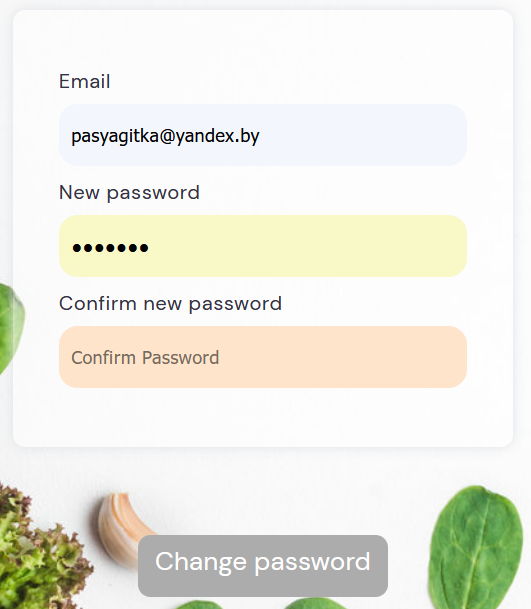 Email
pasyagitka@yandex.by
New password
•••••••
Confirm new password
Confirm Password
Change password